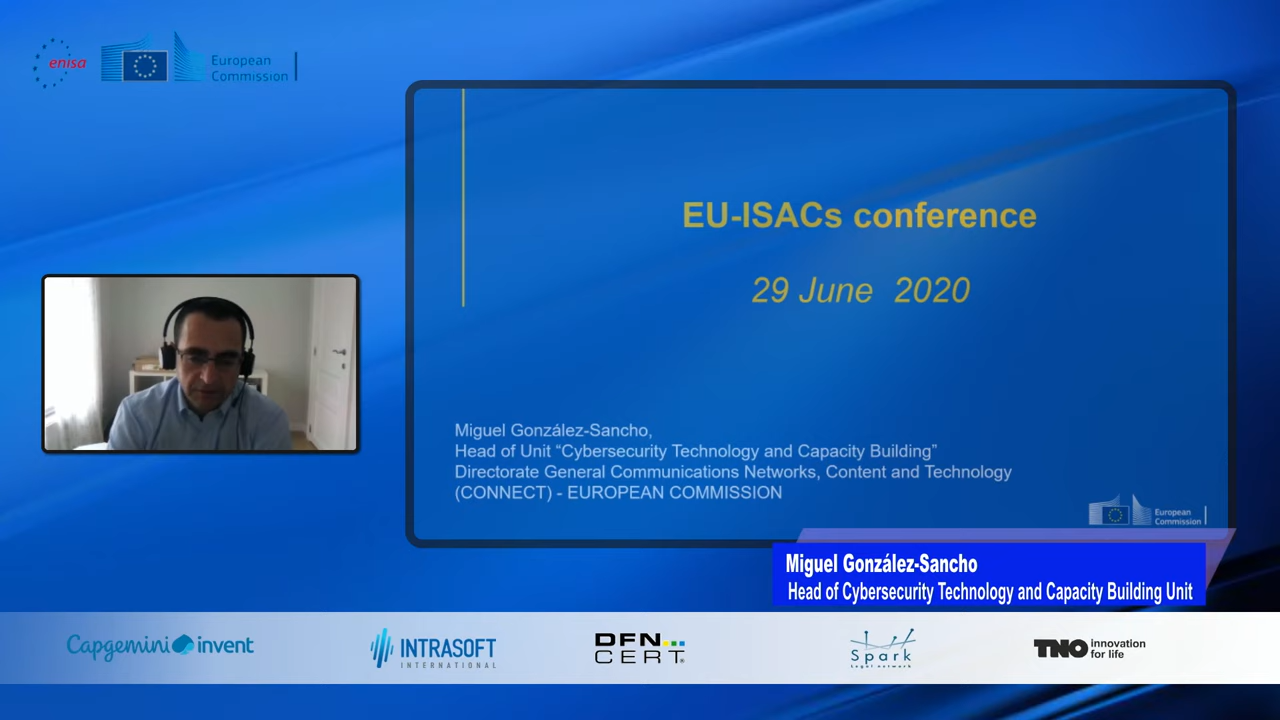 enisa
European
Commission
EU-ISACs conference
29 June 2020
Miguel González-Sancho,
Head of Unit “Cybersecurity Technology and Capacity Building”
Directorate General Communications Networks, Content and Technology
(CONNECT) - EUROPEAN COMMISSION
European
Commission
Miguel González-Sancho
Head of Cybersecurity Technology and Capacity Building Unit
Capgemini invent
INTRASOFT
INTERNATIONAL
DFN
CERT®
Spark
Legal network
TNO innovation
for life